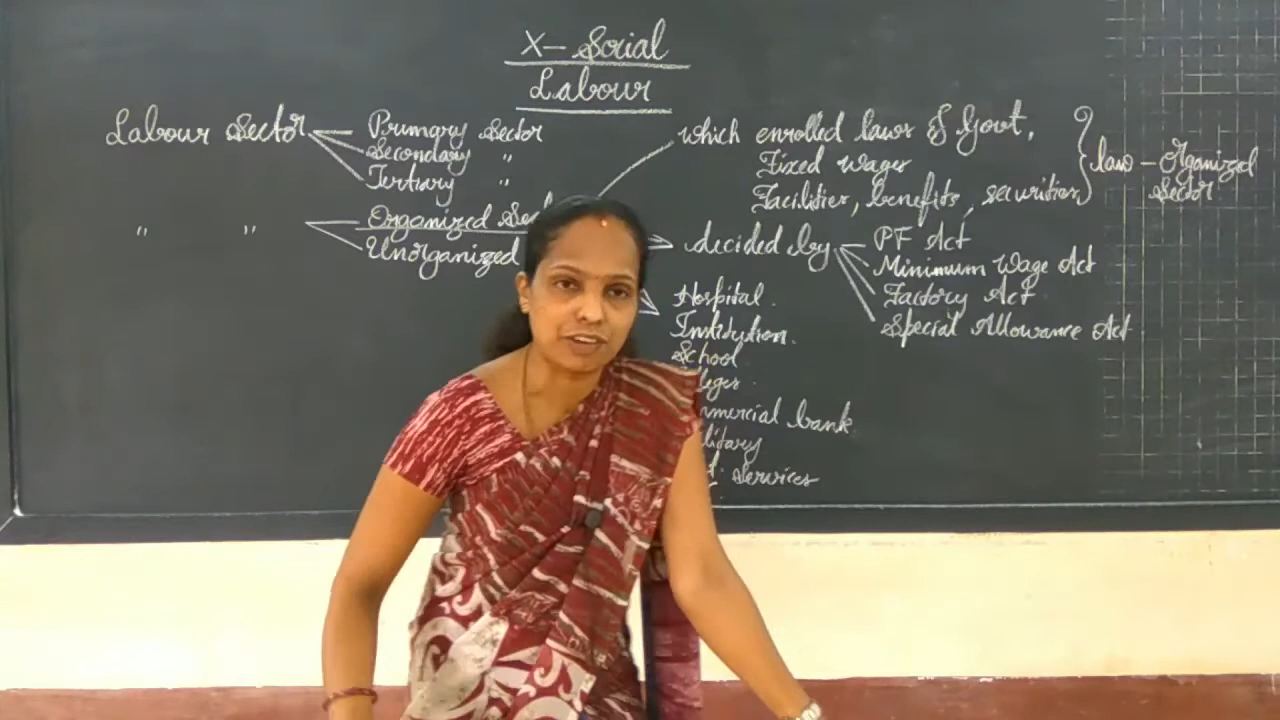 X- Social
Labour
Labour Sector
Primary Sector
Secondary "
Tertiary "
" "
Organized
Unorganized
which enrolled laws of Govt.
Fixed wages
Facilities, benefits, securities
law - Organized
Sector
decided by
PF Act
Minimum Wage Act
Factory Act
Special Allowance Act
Hospital.
Institution.
School
bank
Services